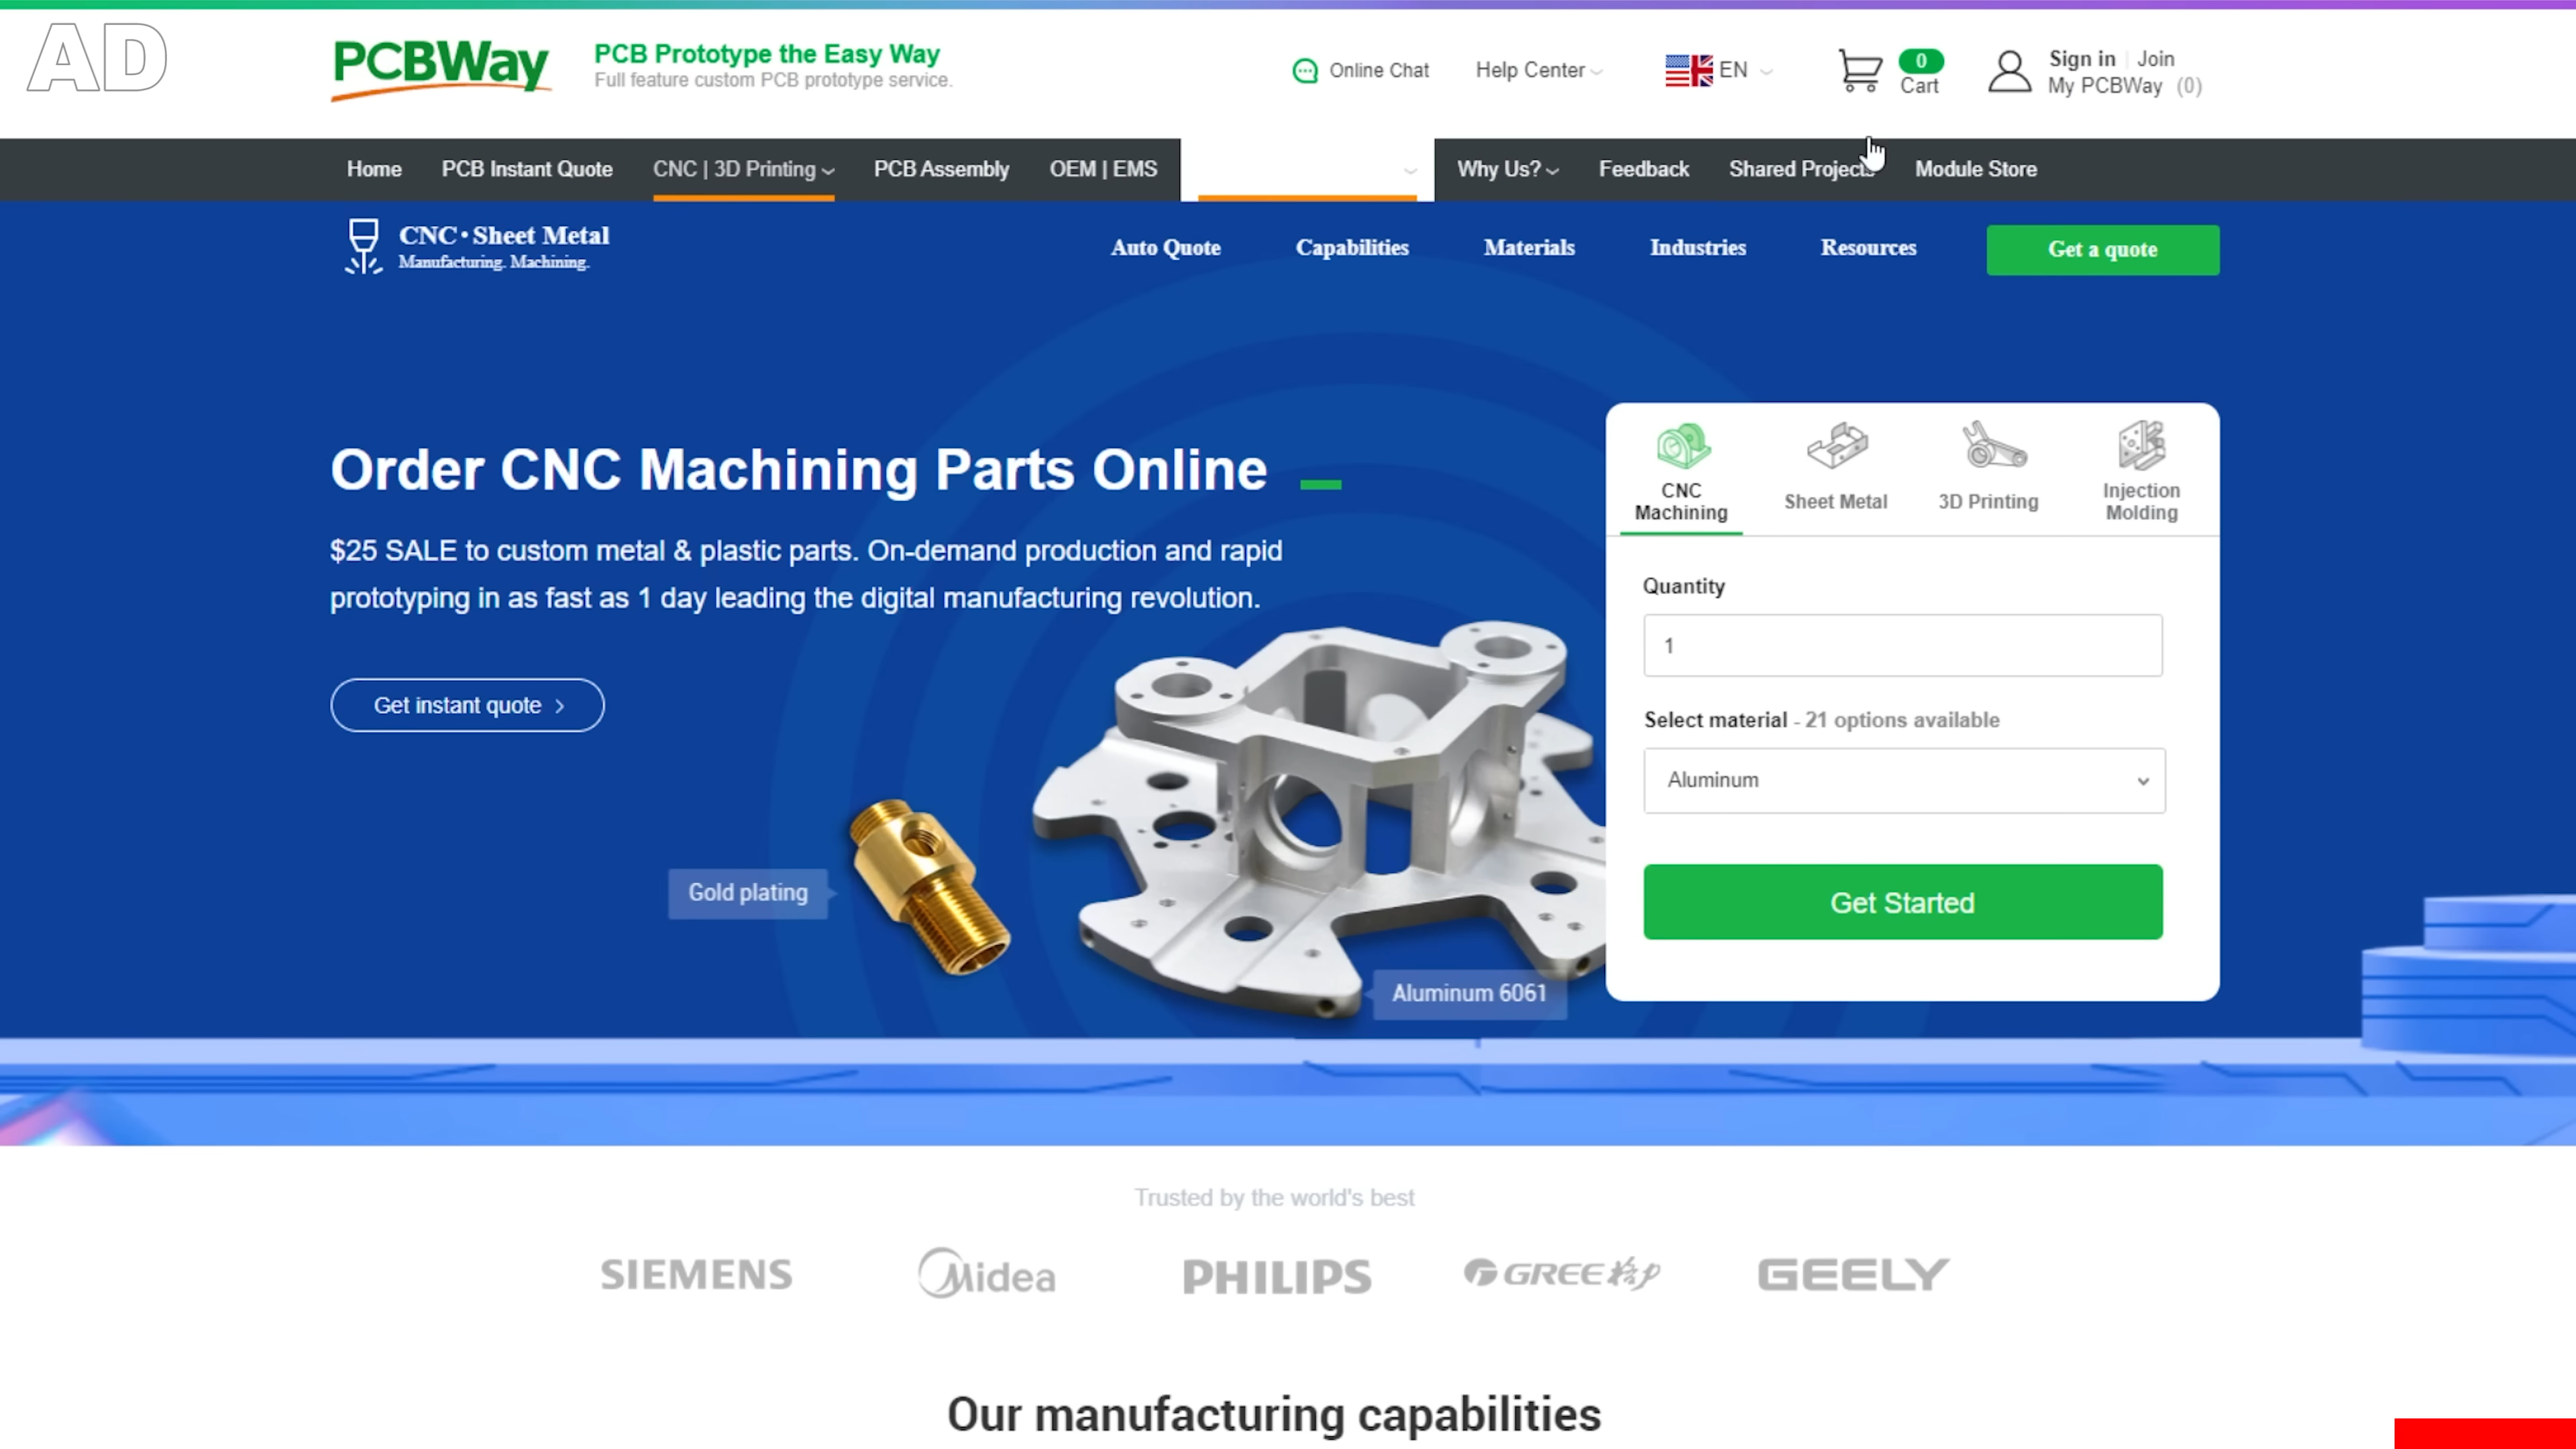 AD
PCBWay
PCB Prototype the Easy Way
Full feature custom PCB prototype service.
Online Chat
Help Center
EN
0
Cart
Sign in | Join
My PCBWay (0)
Home
PCB Instant Quote
CNC | 3D Printing
PCB Assembly
OEM | EMS
Why Us?
Feedback
Shared Projects
Module Store
CNC·Sheet Metal
Manufacturing. Machining.
Auto Quote
Capabilities
Materials
Industries
Resources
Get a quote
Order CNC Machining Parts Online
$25 SALE to custom metal & plastic parts. On-demand production and rapid
prototyping in as fast as 1 day leading the digital manufacturing revolution.
Get instant quote >
Gold plating
Aluminum 6061
CNC
Machining
Sheet Metal
3D Printing
Injection
Molding
Quantity
1
Select material - 21 options available
Aluminum
Get Started
Trusted by the world's best
SIEMENS
Midea
PHILIPS
GREE 格力
GEELY
Our manufacturing capabilities